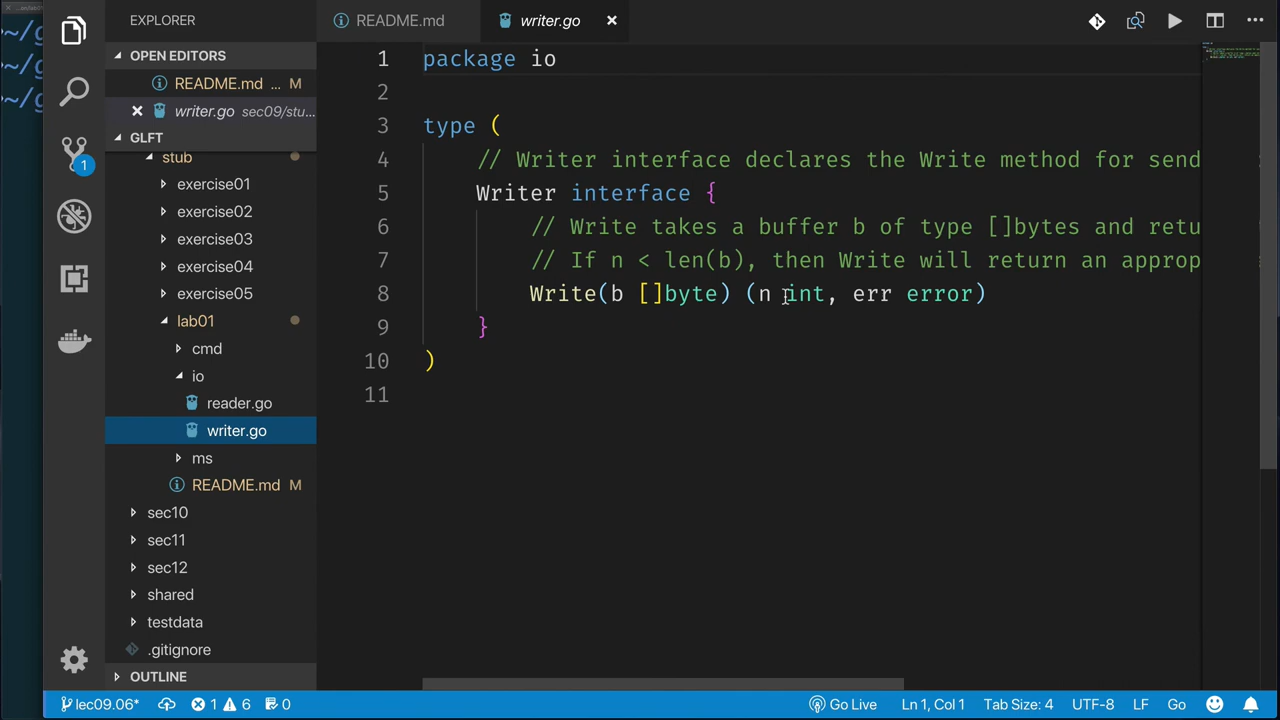 EXPLORER
OPEN EDITORS
README.md ... M
writer.go sec09/stu...
GLFT
stub
exercise01
exercise02
exercise03
exercise04
exercise05
lab01
cmd
io
reader.go
writer.go
ms
README.md M
sec10
sec11
sec12
shared
testdata
.gitignore
OUTLINE
1
README.md
writer.go
1 package io
2
3 type (
4 // Writer interface declares the Write method for send
5 Writer interface {
6 // Write takes a buffer b of type []bytes and retu
7 // If n < len(b), then Write will return an approp
8 Write(b []byte) (n int, err error)
9 }
10 )
11
lec09.06* 1 6 0 Go Live Ln 1, Col 1 Tab Size: 4 UTF-8 LF Go